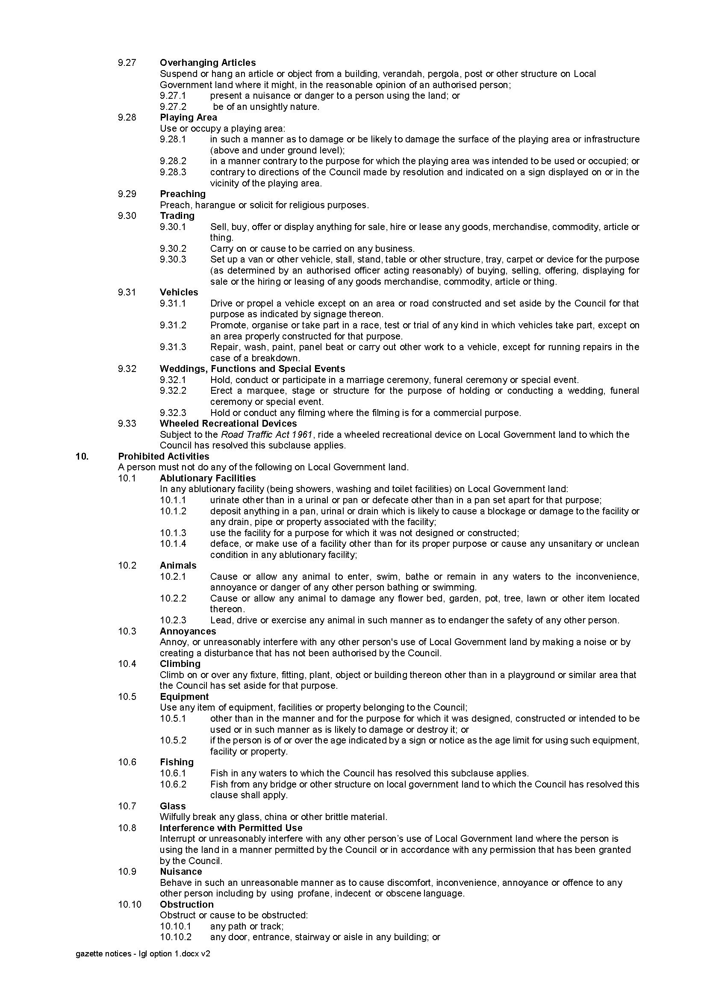 9.27 Overhanging Articles
Suspend or hang an article or object from a building, verandah, pergola, post or other structure on Local
Government land where it might, in the reasonable opinion of an authorised person;
9.27.1 present a nuisance or danger to a person using the land; or
9.27.2 be of an unsightly nature.
9.28 Playing Area
Use or occupy a playing area:
9.28.1 in such a manner as to damage or be likely to damage the surface of the playing area or infrastructure
(above and under ground level);
9.28.2 in a manner contrary to the purpose for which the playing area was intended to be used or occupied; or
9.28.3 contrary to directions of the Council made by resolution and indicated on a sign displayed on or in the
vicinity of the playing area.
9.29 Preaching
Preach, harangue or solicit for religious purposes.
9.30 Trading
9.30.1 Sell, buy, offer or display anything for sale, hire or lease any goods, merchandise, commodity, article or
thing.
9.30.2 Carry on or cause to be carried on any business.
9.30.3 Set up a van or other vehicle, stall, stand, table or other structure, tray, carpet or device for the purpose
(as determined by an authorised officer acting reasonably) of buying, selling, offering, displaying for
sale or the hiring or leasing of any goods merchandise, commodity, article or thing.
9.31 Vehicles
9.31.1 Drive or propel a vehicle except on an area or road constructed and set aside by the Council for that
purpose as indicated by signage thereon.
9.31.2 Promote, organise or take part in a race, test or trial of any kind in which vehicles take part, except on
an area properly constructed for that purpose.
9.31.3 Repair, wash, paint, panel beat or carry out other work to a vehicle, except for running repairs in the
case of a breakdown.
9.32 Weddings, Functions and Special Events
9.32.1 Hold, conduct or participate in a marriage ceremony, funeral ceremony or special event.
9.32.2 Erect a marquee, stage or structure for the purpose of holding or conducting a wedding, funeral
ceremony or special event.
9.32.3 Hold or conduct any filming where the filming is for a commercial purpose.
9.33 Wheeled Recreational Devices
Subject to the Road Traffic Act 1961, ride a wheeled recreational device on Local Government land to which the
Council has resolved this subclause applies.
10. Prohibited Activities
A person must not do any of the following on Local Government land.
10.1 Ablutionary Facilities
In any ablutionary facility (being showers, washing and toilet facilities) on Local Government land:
10.1.1 urinate other than in a urinal or pan or defecate other than in a pan set apart for that purpose;
10.1.2 deposit anything in a pan, urinal or drain which is likely to cause a blockage or damage to the facility or
any drain, pipe or property associated with the facility;
10.1.3 use the facility for a purpose for which it was not designed or constructed;
10.1.4 deface, or make use of a facility other than for its proper purpose or cause any unsanitary or unclean
condition in any ablutionary facility;
10.2 Animals
10.2.1 Cause or allow any animal to enter, swim, bathe or remain in any waters to the inconvenience,
annoyance or danger of any other person bathing or swimming.
10.2.2 Cause or allow any animal to damage any flower bed, garden, pot, tree, lawn or other item located
thereon.
10.2.3 Lead, drive or exercise any animal in such manner as to endanger the safety of any other person.
10.3 Annoyances
Annoy, or unreasonably interfere with any other person's use of Local Government land by making a noise or by
creating a disturbance that has not been authorised by the Council.
10.4 Climbing
Climb on or over any fixture, fitting, plant, object or building thereon other than in a playground or similar area that
the Council has set aside for that purpose.
10.5 Equipment
Use any item of equipment, facilities or property belonging to the Council;
10.5.1 other than in the manner and for the purpose for which it was designed, constructed or intended to be
used or in such manner as is likely to damage or destroy it; or
10.5.2 if the person is of or over the age indicated by a sign or notice as the age limit for using such equipment,
facility or property.
10.6 Fishing
10.6.1 Fish in any waters to which the Council has resolved this subclause applies.
10.6.2 Fish from any bridge or other structure on local government land to which the Council has resolved this
clause shall apply.
10.7 Glass
Wilfully break any glass, china or other brittle material.
10.8 Interference with Permitted Use
Interrupt or unreasonably interfere with any other person’s use of Local Government land where the person is
using the land in a manner permitted by the Council or in accordance with any permission that has been granted
by the Council.
10.9 Nuisance
Behave in such an unreasonable manner as to cause discomfort, inconvenience, annoyance or offence to any
other person including by using profane, indecent or obscene language.
10.10 Obstruction
Obstruct or cause to be obstructed:
10.10.1 any path or track;
10.10.2 any door, entrance, stairway or aisle in any building; or
gazette notices - lgl option 1.docx v2